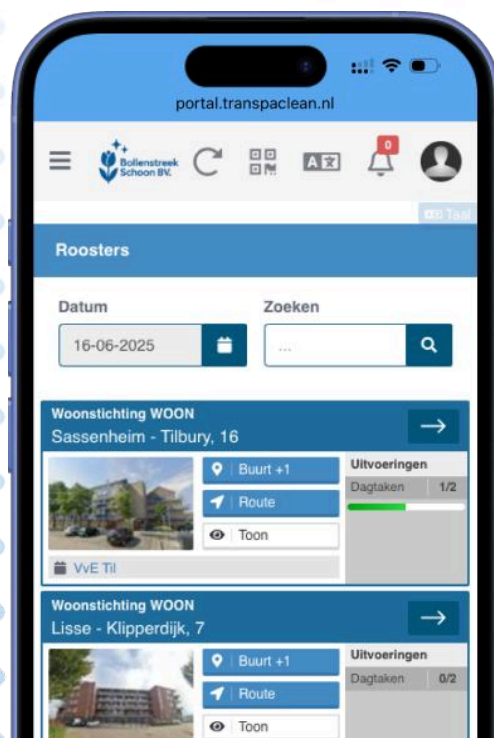 portal.transpaclean.nl
Bollenstreek
Schoon BV.
A
0
Taal
Roosters
Datum
Zoeken
16-06-2025
...
Woonstichting WOON
Sassenheim - Tilbury, 16
Buurt +1
Route
Toon
VvE Til
Uitvoeringen
Dagtaken 1/2
Woonstichting WOON
Lisse - Klipperdijk, 7
Buurt +1
Route
Toon
Uitvoeringen
Dagtaken 0/2